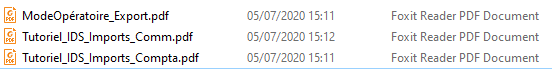 ModeOpératoire_Export.pdf 05/07/2020 15:11 Foxit Reader PDF Document
Tutoriel_IDS_Imports_Comm.pdf 05/07/2020 15:12 Foxit Reader PDF Document
Tutoriel_IDS_Imports_Compta.pdf 05/07/2020 15:11 Foxit Reader PDF Document